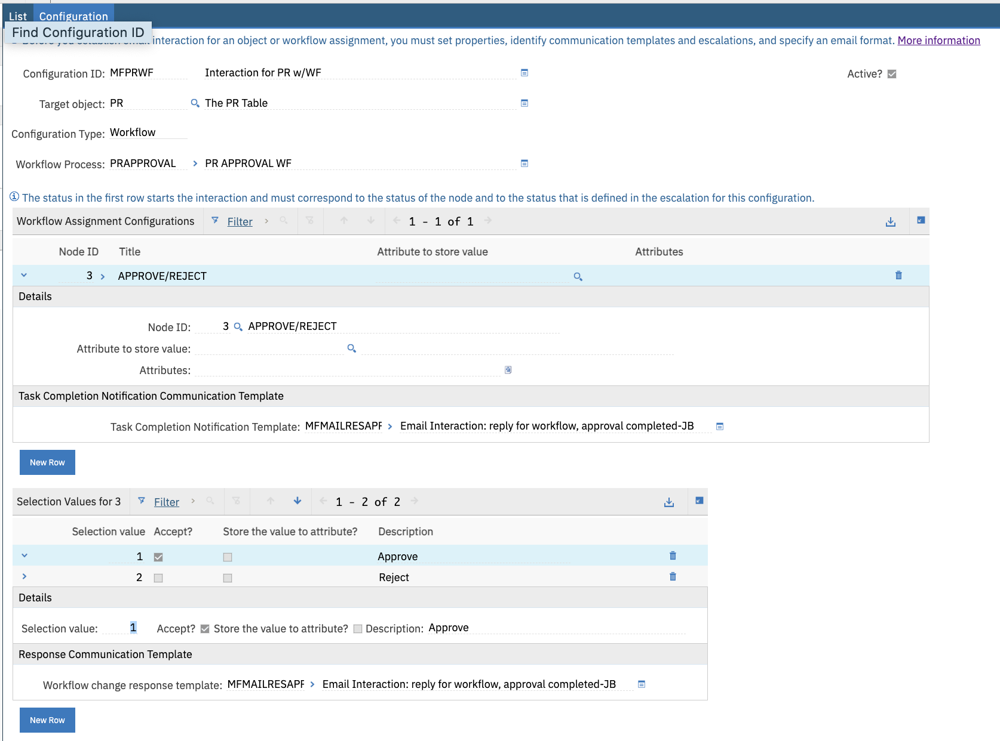 List Configuration
Find Configuration ID
interaction for an object or workflow assignment, you must set properties, identify communication templates and escalations, and specify an email format. More information
Configuration ID: MFPRWF Interaction for PR w/WF Active?
Target object: PR The PR Table
Configuration Type: Workflow
Workflow Process: PRAPPROVAL PR APPROVAL WF
The status in the first row starts the interaction and must correspond to the status of the node and to the status that is defined in the escalation for this configuration.
Workflow Assignment Configurations Filter 1 - 1 of 1
Node ID Title Attribute to store value Attributes
3 APPROVE/REJECT
Details
Node ID: 3 APPROVE/REJECT
Attribute to store value:
Attributes:
Task Completion Notification Communication Template
Task Completion Notification Template: MFMAILRESAPF Email Interaction: reply for workflow, approval completed-JB
New Row
Selection Values for 3 Filter 1 - 2 of 2
Selection value Accept? Store the value to attribute? Description
1 Approve
2 Reject
Details
Selection value: 1 Accept? Store the value to attribute? Description: Approve
Response Communication Template
Workflow change response template: MFMAILRESAPF Email Interaction: reply for workflow, approval completed-JB
New Row